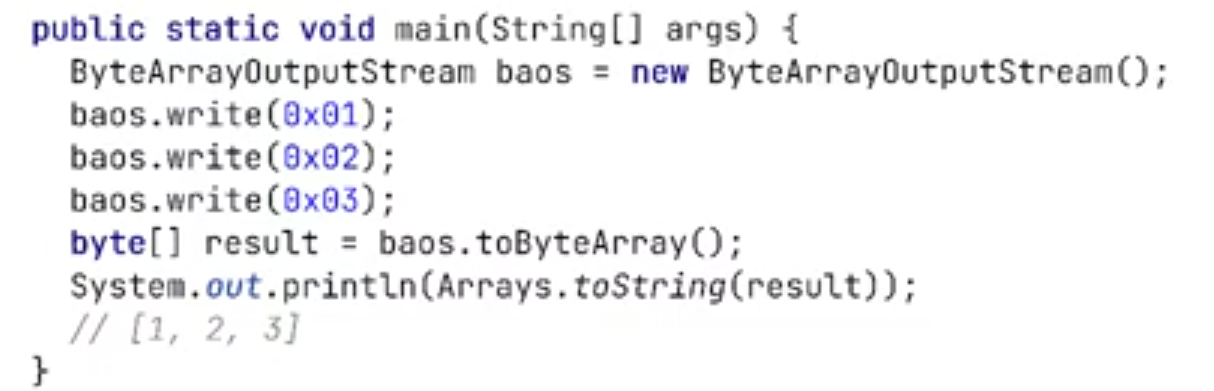 public static void main(String[] args) {
  ByteArrayOutputStream baos = new ByteArrayOutputStream();
  baos.write(0x01);
  baos.write(0x02);
  baos.write(0x03);
  byte[] result = baos.toByteArray();
  System.out.println(Arrays.toString(result));
  // [1, 2, 3]
}